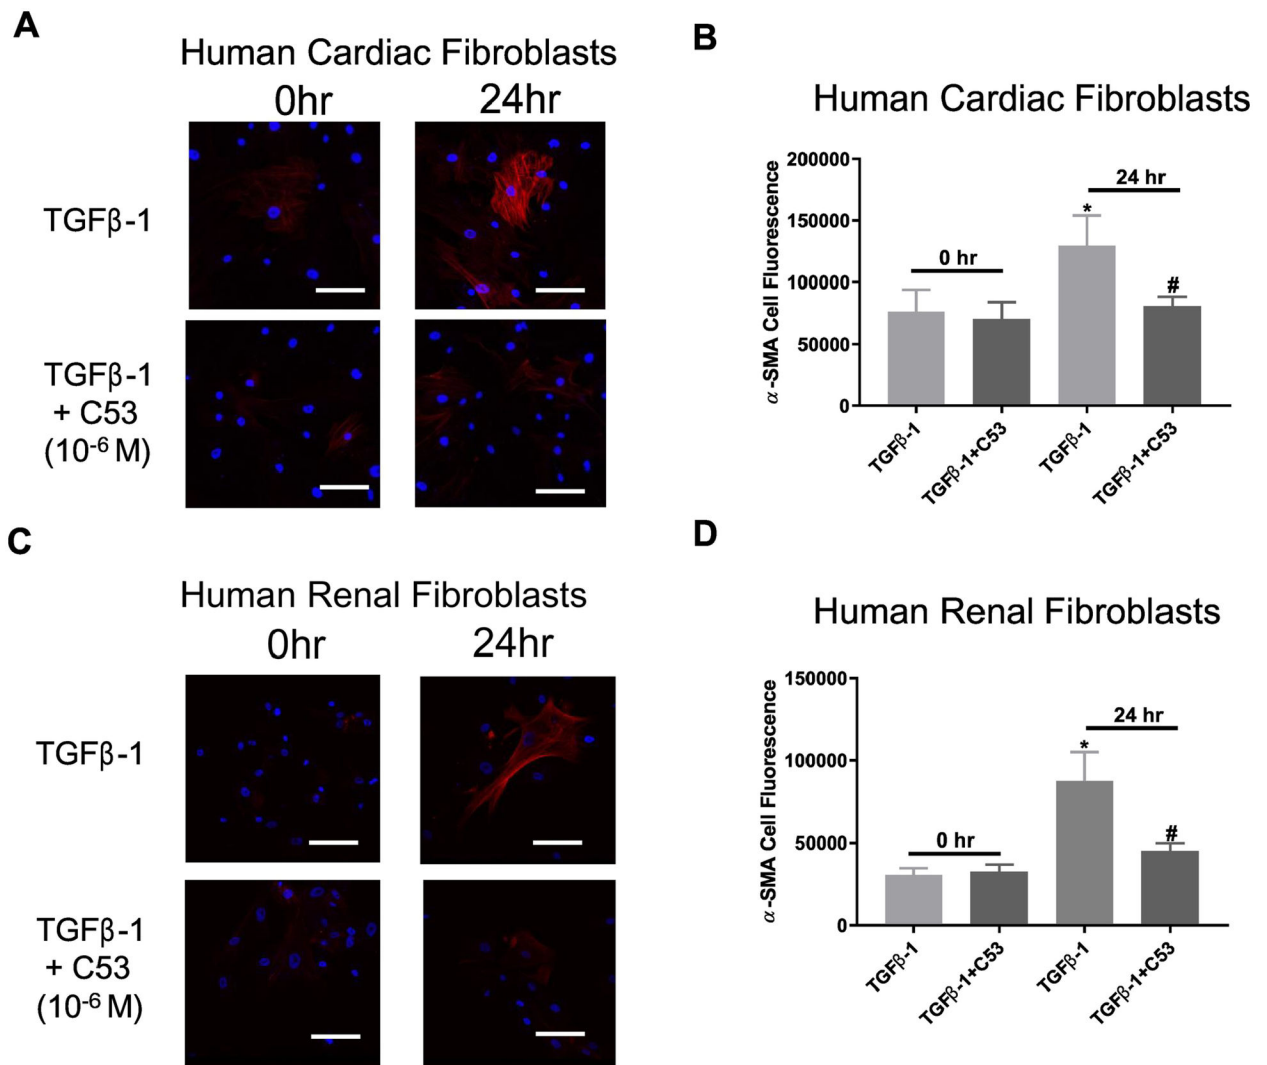 A
Human Cardiac Fibroblasts
0hr
24hr
TGFβ-1
TGFβ-1
+ C53
(10⁻⁶ M)
B
Human Cardiac Fibroblasts
α-SMA Cell Fluorescence
200000
150000
100000
50000
0
0 hr
24 hr
*
#
TGFβ-1
TGFβ-1+C53
TGFβ-1
TGFβ-1+C53
C
Human Renal Fibroblasts
0hr
24hr
TGFβ-1
TGFβ-1
+ C53
(10⁻⁶ M)
D
Human Renal Fibroblasts
α-SMA Cell Fluorescence
150000
100000
50000
0
0 hr
24 hr
*
#
TGFβ-1
TGFβ-1+C53
TGFβ-1
TGFβ-1+C53